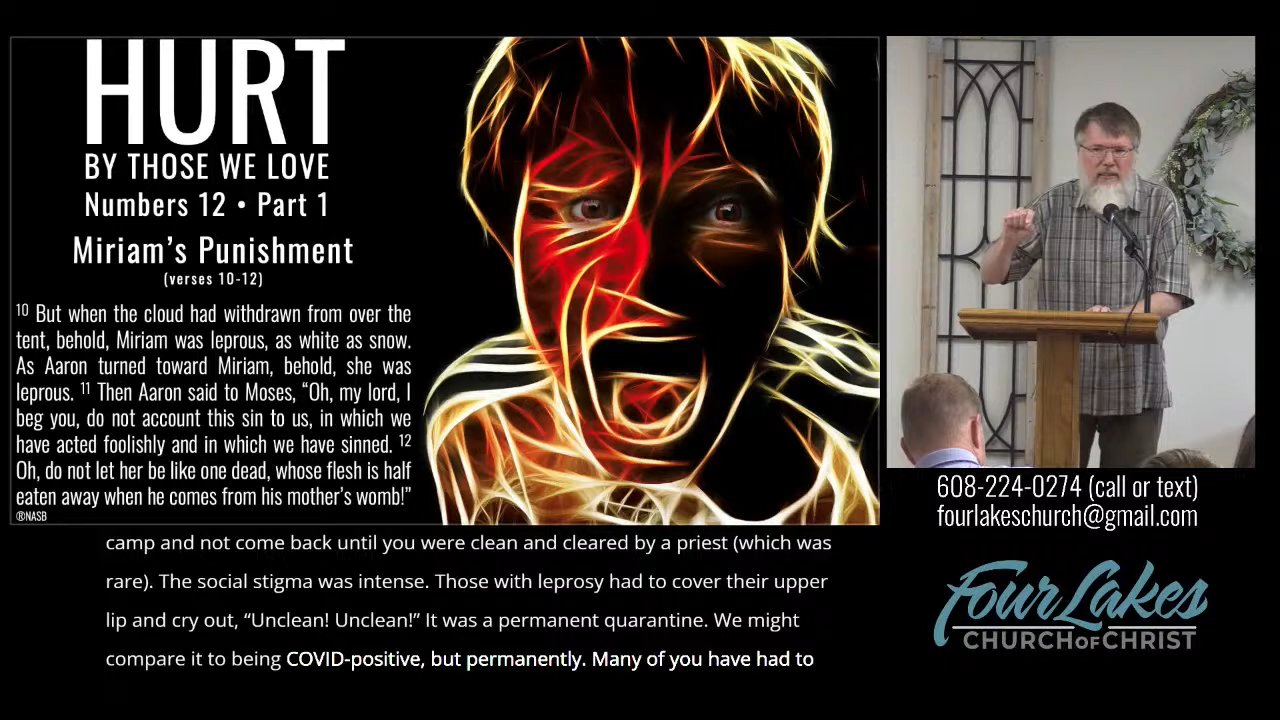 HURT
BY THOSE WE LOVE
Numbers 12 • Part 1
Miriam’s Punishment
(verses 10-12)
10 But when the cloud had withdrawn from over the
tent, behold, Miriam was leprous, as white as snow.
As Aaron turned toward Miriam, behold, she was
leprous. 11 Then Aaron said to Moses, “Oh, my lord, I
beg you, do not account this sin to us, in which we
have acted foolishly and in which we have sinned. 12
Oh, do not let her be like one dead, whose flesh is half
eaten away when he comes from his mother's womb!”
®NASB
camp and not come back until you were clean and cleared by a priest (which was
rare). The social stigma was intense. Those with leprosy had to cover their upper
lip and cry out, “Unclean! Unclean!” It was a permanent quarantine. We might
compare it to being COVID-positive, but permanently. Many of you have had to
608-224-0274 (call or text)
fourlakeschurch@gmail.com
Four Lakes
CHURCH OF CHRIST